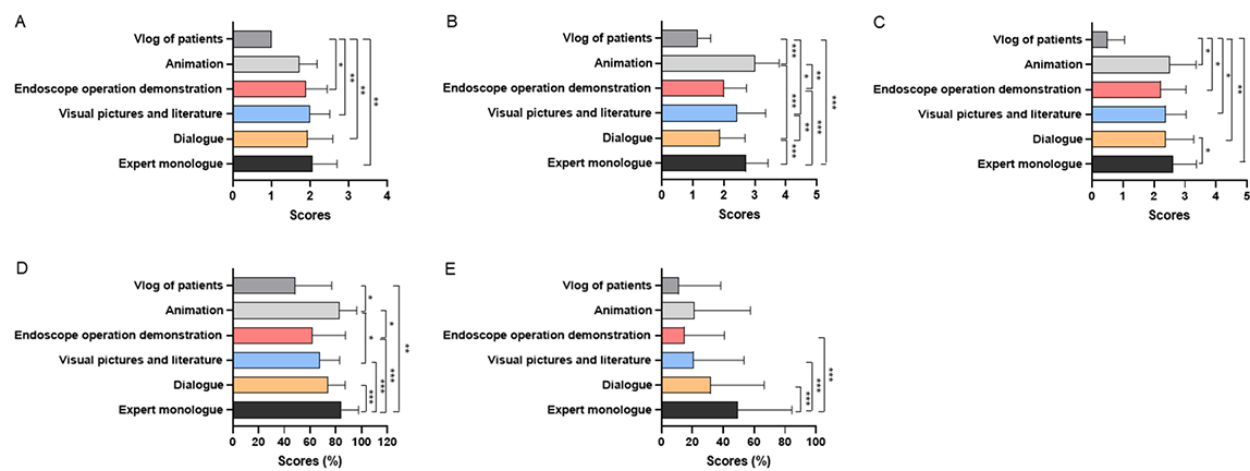 A
Vlog of patients
Animation
Endoscope operation demonstration
Visual pictures and literature
Dialogue
Expert monologue
0 1 2 3 4
Scores
* * ** **
B
Vlog of patients
Animation
Endoscope operation demonstration
Visual pictures and literature
Dialogue
Expert monologue
0 1 2 3 4 5
Scores
*** *** *** * ** ** *** *** ***
C
Vlog of patients
Animation
Endoscope operation demonstration
Visual pictures and literature
Dialogue
Expert monologue
0 1 2 3 4 5
Scores
* * * * ** **
D
Vlog of patients
Animation
Endoscope operation demonstration
Visual pictures and literature
Dialogue
Expert monologue
0 20 40 60 80 100 120
Scores (%)
* * *** *** * *** **
E
Vlog of patients
Animation
Endoscope operation demonstration
Visual pictures and literature
Dialogue
Expert monologue
0 20 40 60 80 100
Scores (%)
*** *** ***